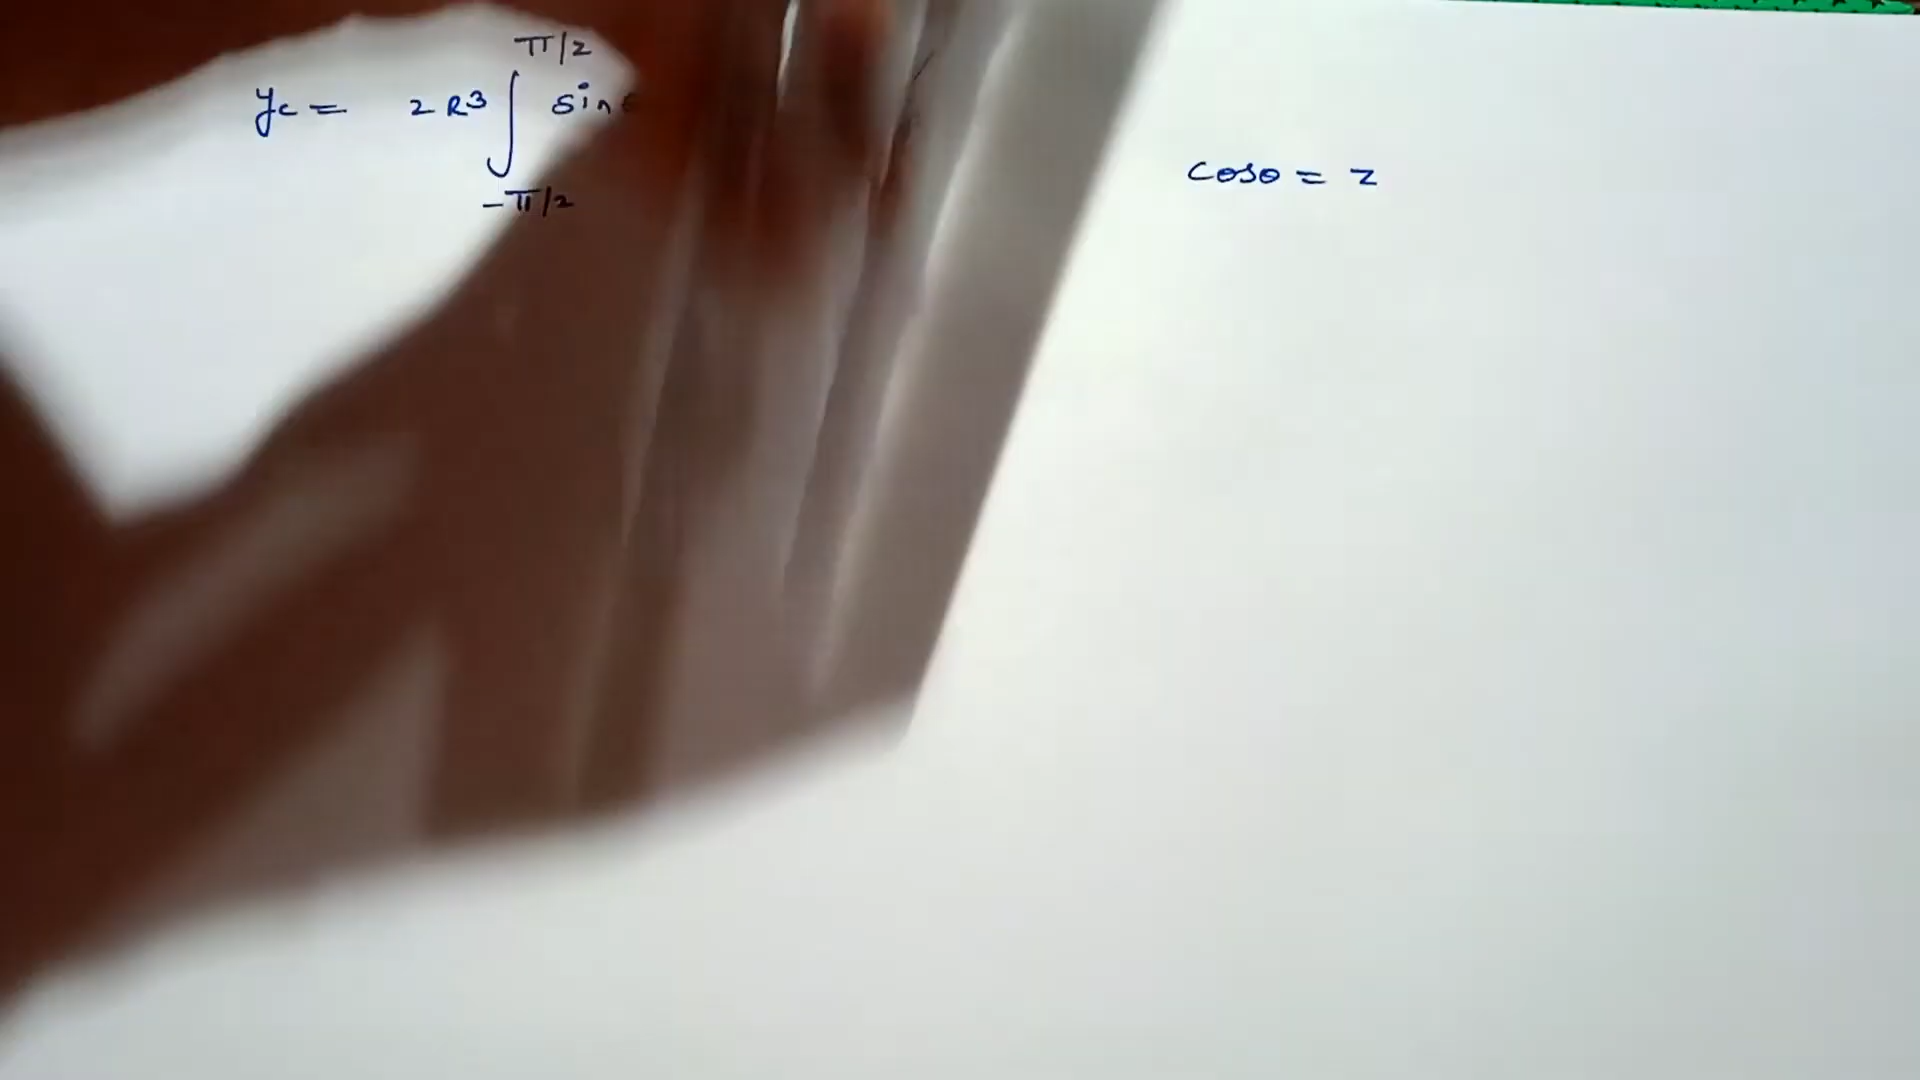 π/2
yc = 2R3 ∫ sin
-π/2
cosθ = z